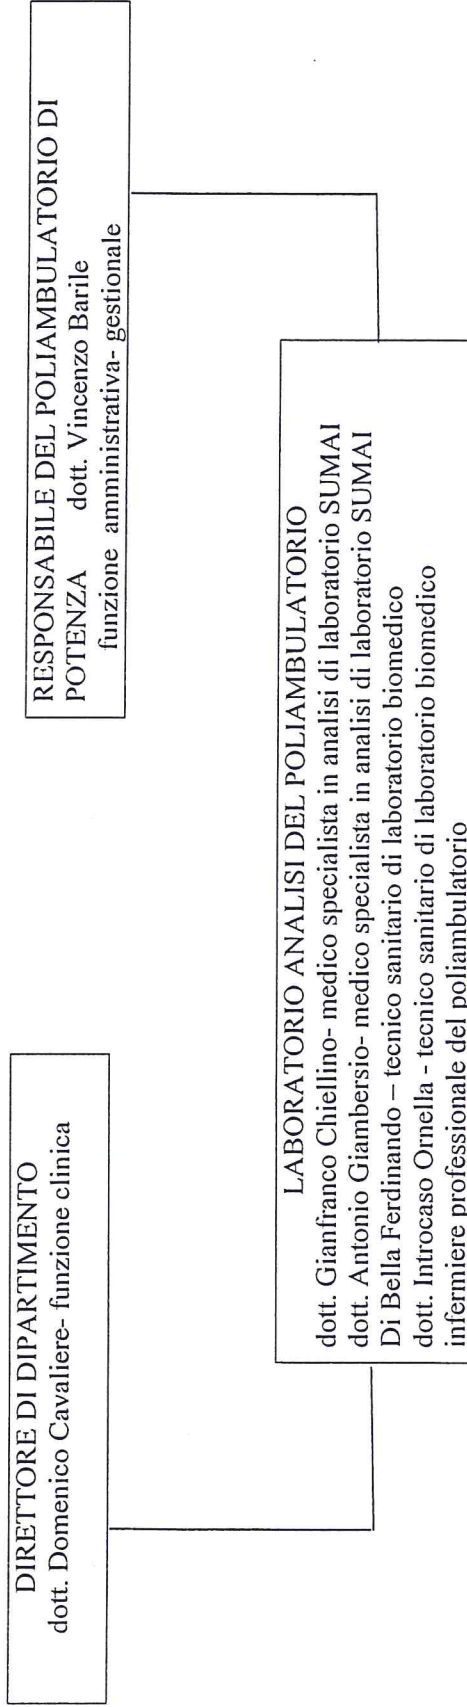 DIRETTORE DI DIPARTIMENTO
dott. Domenico Cavaliere- funzione clinica
RESPONSABILE DEL POLIAMBULATORIO DI
POTENZA dott. Vincenzo Barile
funzione amministrativa- gestionale
LABORATORIO ANALISI DEL POLIAMBULATORIO
dott. Gianfranco Chiellino- medico specialista in analisi di laboratorio SUMAI
dott. Antonio Giambersio- medico specialista in analisi di laboratorio SUMAI
Di Bella Ferdinando – tecnico sanitario di laboratorio biomedico
dott. Introcaso Ornella - tecnico sanitario di laboratorio biomedico
infermiere professionale del poliambulatorio